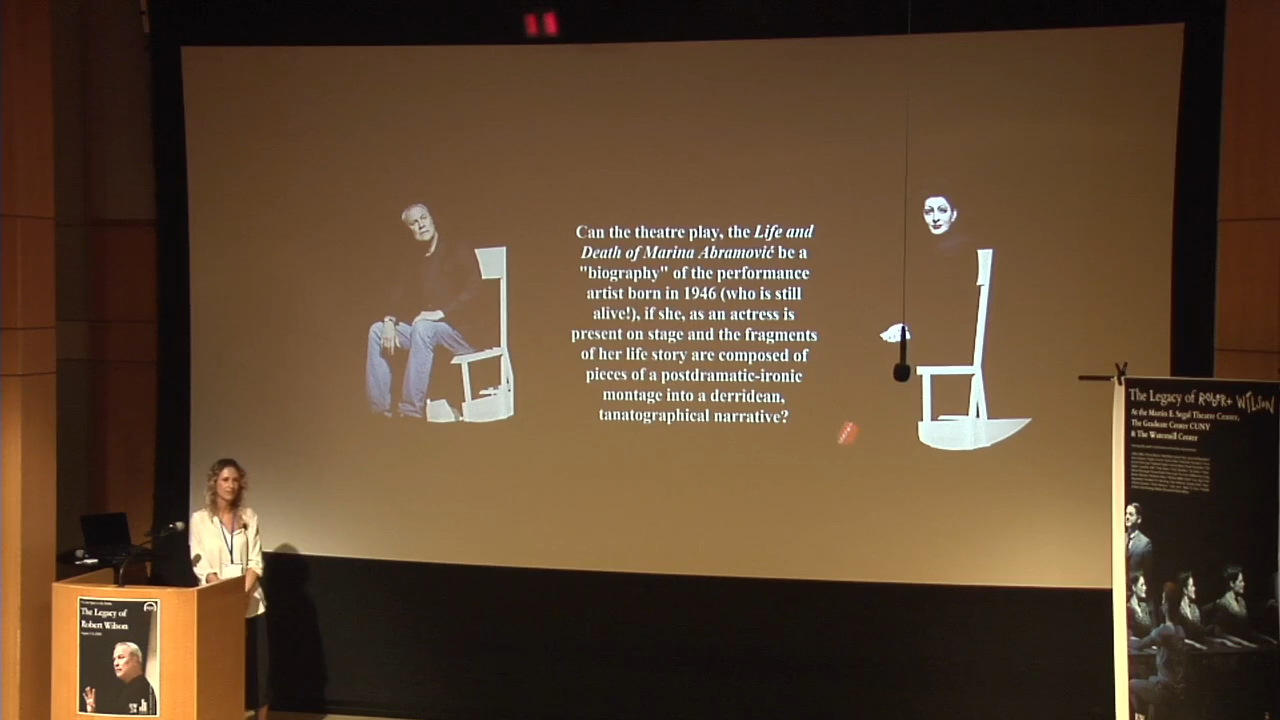 Can the theatre play, the Life and
Death of Marina Abramović be a
"biography" of the performance
artist born in 1946 (who is still
alive!), if she, as an actress is
present on stage and the fragments
of her life story are composed of
pieces of a postdramatic-ironic
montage into a derridean,
tanatographical narrative?
The Legacy of
Robert Wilson
The Legacy of ROBERT WILSON
At the Martin E. Segal Theatre Center,
The Graduate Center CUNY
& The Watermill Center